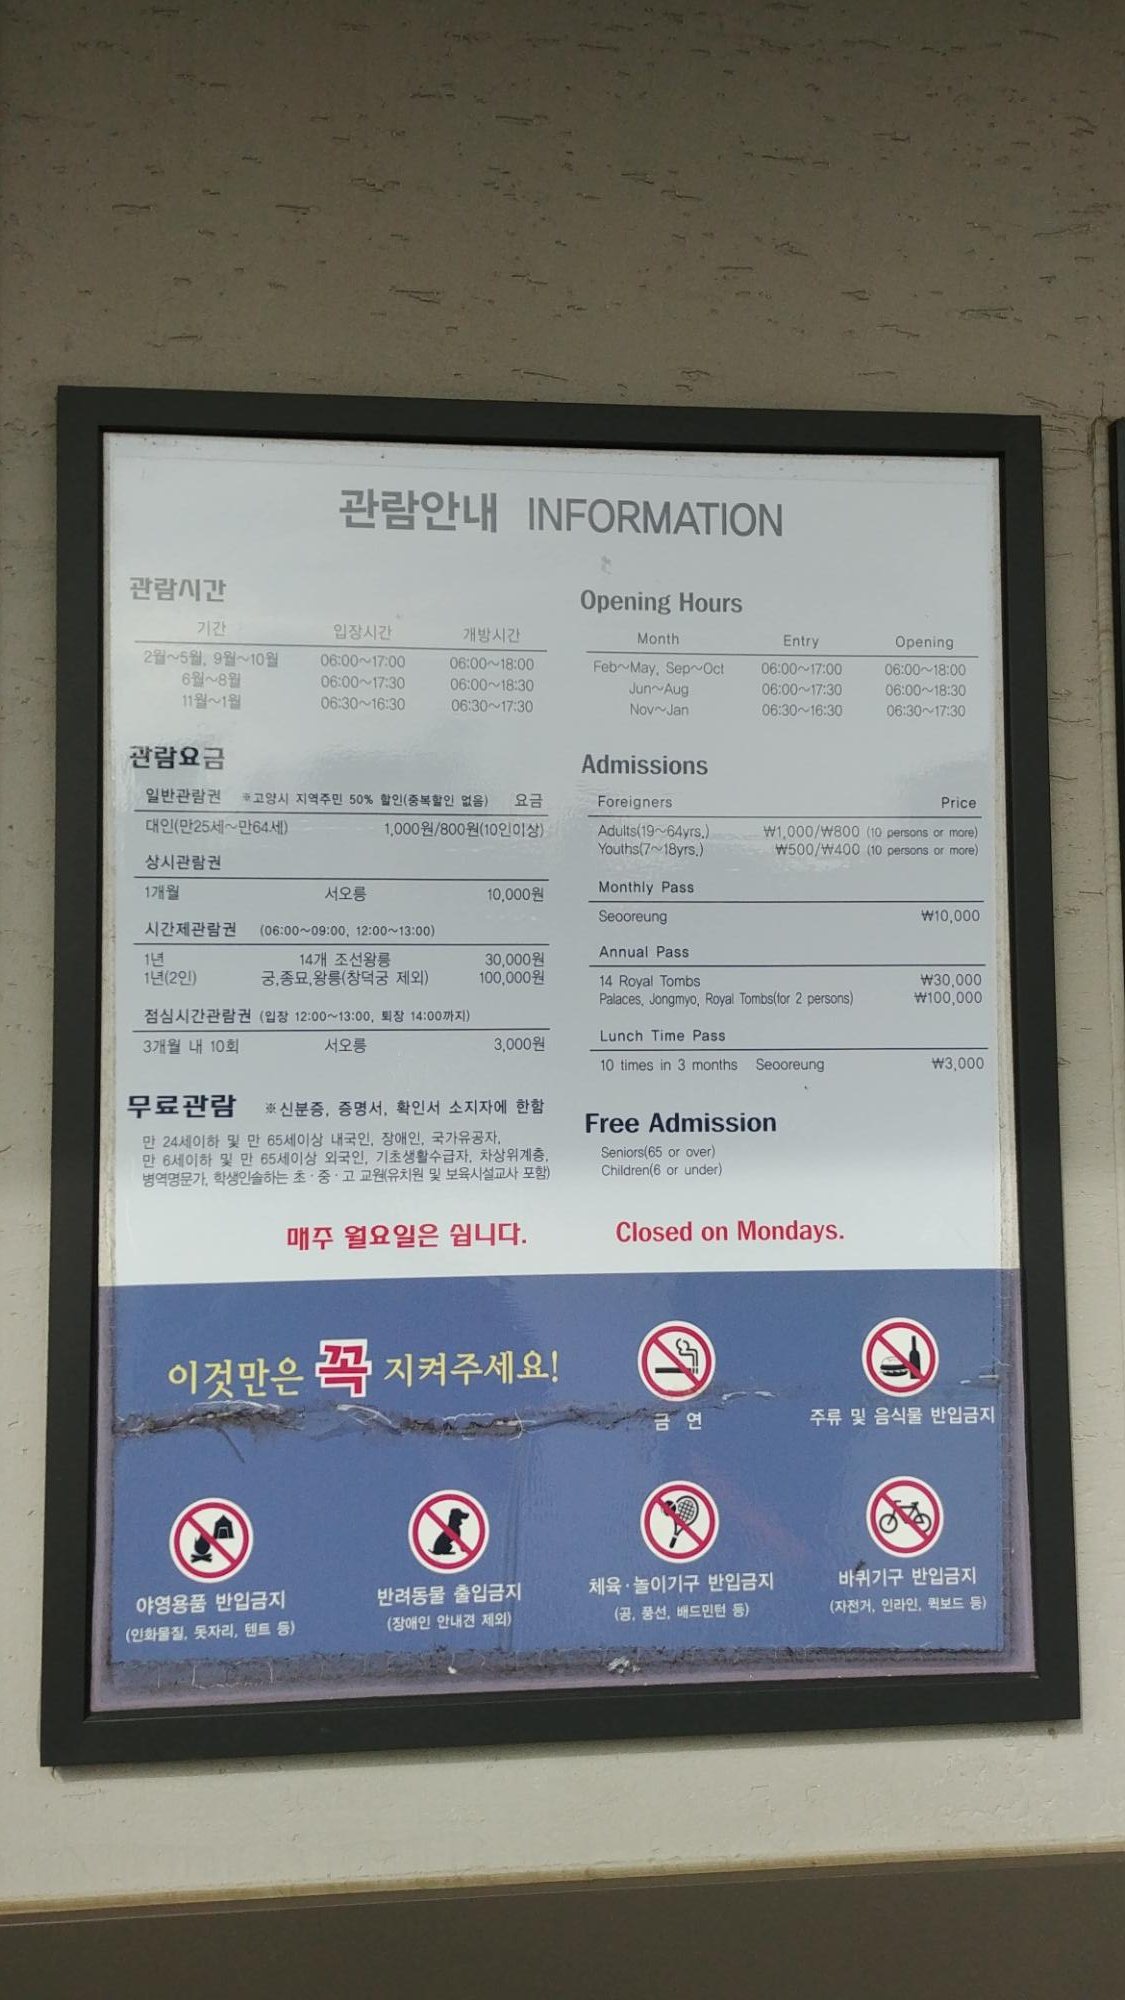 관람안내 INFORMATION
관람시간
기간 입장시간 개방시간
2월~5월, 9월~10월 06:00~17:00 06:00~18:00
6월~8월 06:00~17:30 06:00~18:30
11월~1월 06:30~16:30 06:30~17:30
관람요금
일반관람권 ※고양시 지역주민 50% 할인(중복할인 없음) 요금
대인(만25세~만64세) 1,000원/800원(10인이상)
상시관람권
1개월 서오릉 10,000원
시간제관람권 (06:00~09:00, 12:00~13:00)
1년 14개 조선왕릉 30,000원
1년(2인) 궁,종묘,왕릉(창덕궁 제외) 100,000원
점심시간관람권 (입장 12:00~13:00, 퇴장 14:00까지)
3개월 내 10회 서오릉 3,000원
무료관람 ※신분증, 증명서, 확인서 소지자에 한함
만 24세이하 및 만 65세이상 내국인, 장애인, 국가유공자,
만 6세이하 및 만 65세이상 외국인, 기초생활수급자, 차상위계층,
병역명문가, 학생인솔하는 초·중·고 교원(유치원 및 보육시설교사 포함)
Opening Hours
Month Entry Opening
Feb~May, Sep~Oct 06:00~17:00 06:00~18:00
Jun~Aug 06:00~17:30 06:00~18:30
Nov~Jan 06:30~16:30 06:30~17:30
Admissions
Foreigners Price
Adults(19~64yrs.) ₩1,000/₩800 (10 persons or more)
Youths(7~18yrs.) ₩500/₩400 (10 persons or more)
Monthly Pass
Seooreung ₩10,000
Annual Pass
14 Royal Tombs ₩30,000
Palaces, Jongmyo, Royal Tombs(for 2 persons) ₩100,000
Lunch Time Pass
10 times in 3 months Seooreung ₩3,000
Free Admission
Seniors(65 or over)
Children(6 or under)
매주 월요일은 쉽니다. Closed on Mondays.
이것만은 꼭 지켜주세요!
금 연
주류 및 음식물 반입금지
야영용품 반입금지
(인화물질, 돗자리, 텐트 등)
반려동물 출입금지
(장애인 안내견 제외)
체육·놀이기구 반입금지
(공, 풍선, 배드민턴 등)
바퀴기구 반입금지
(자전거, 인라인, 퀵보드 등)